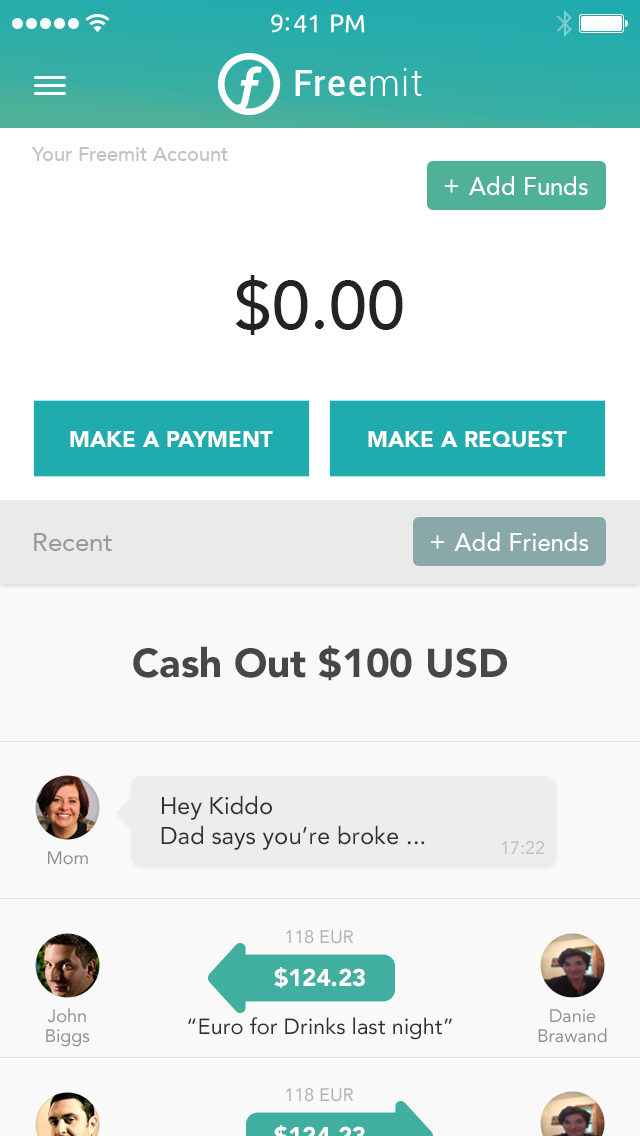 9:41 PM
f Freemit
Your Freemit Account
+ Add Funds
$0.00
MAKE A PAYMENT
MAKE A REQUEST
Recent
+ Add Friends
Cash Out $100 USD
Hey Kiddo
Dad says you’re broke ...
17:22
Mom
118 EUR
$124.23
“Euro for Drinks last night”
John
Biggs
Danie
Brawand
118 EUR
$124.23